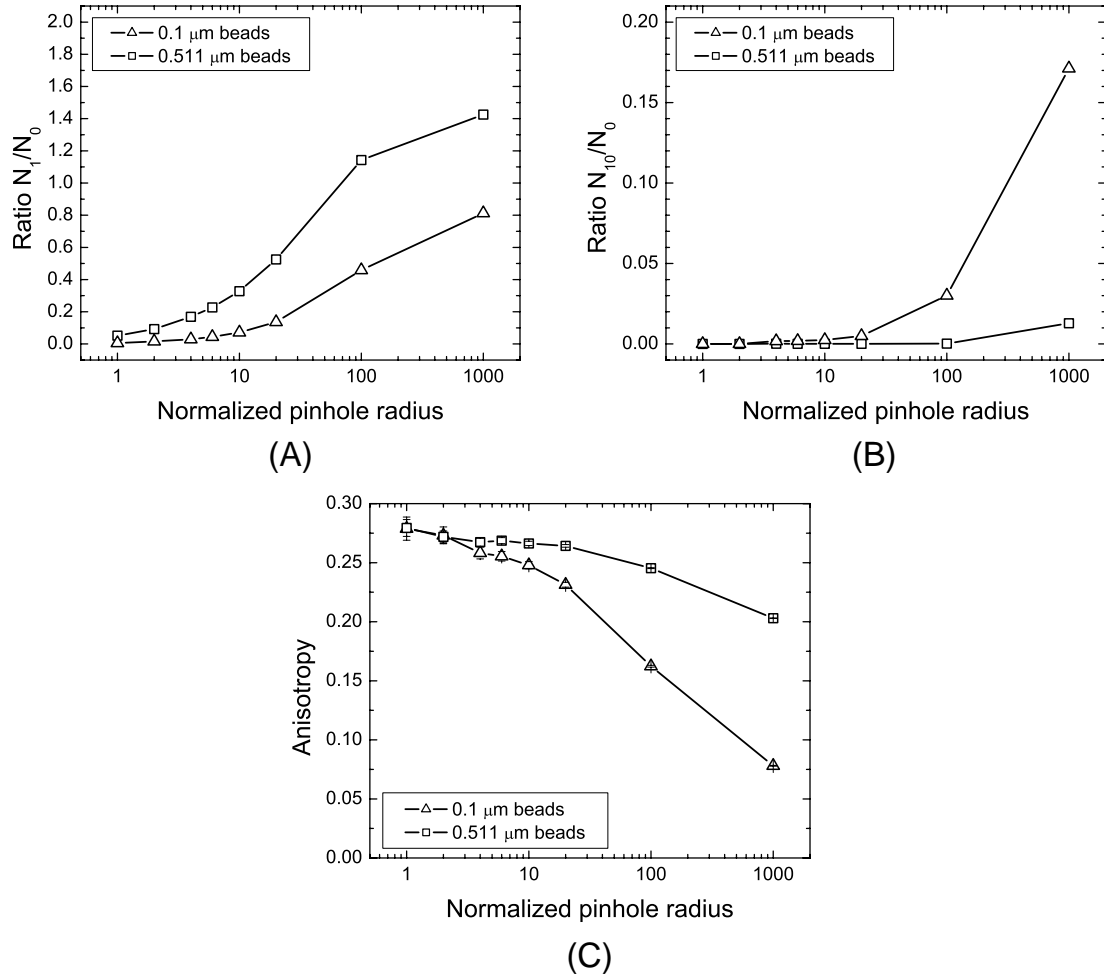 2.0
1.8
1.6
1.4
1.2
1.0
0.8
0.6
0.4
0.2
0.0
Ratio N1/N0
0.1 μm beads
0.511 μm beads
1 10 100 1000
Normalized pinhole radius
(A)
0.20
0.15
0.10
0.05
0.00
Ratio N10/N0
0.1 μm beads
0.511 μm beads
1 10 100 1000
Normalized pinhole radius
(B)
0.30
0.25
0.20
0.15
0.10
0.05
0.00
Anisotropy
0.1 μm beads
0.511 μm beads
1 10 100 1000
Normalized pinhole radius
(C)